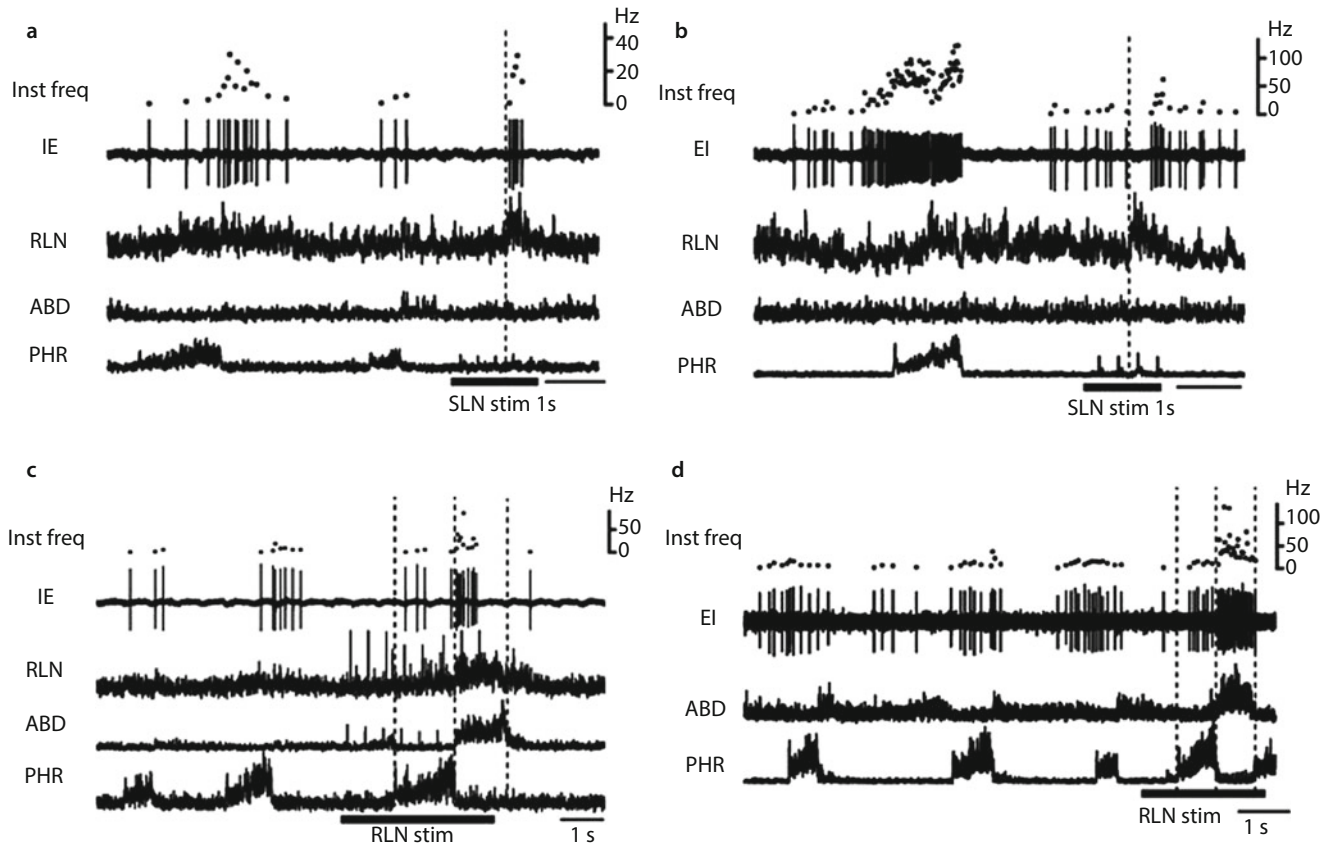 a
Hz
40
20
0
Inst freq
IE
RLN
ABD
PHR
SLN stim 1s
b
Hz
100
50
0
Inst freq
EI
RLN
ABD
PHR
SLN stim 1s
c
Hz
50
0
Inst freq
IE
RLN
ABD
PHR
RLN stim
1 s
d
Hz
100
50
0
Inst freq
EI
ABD
PHR
RLN stim
1 s